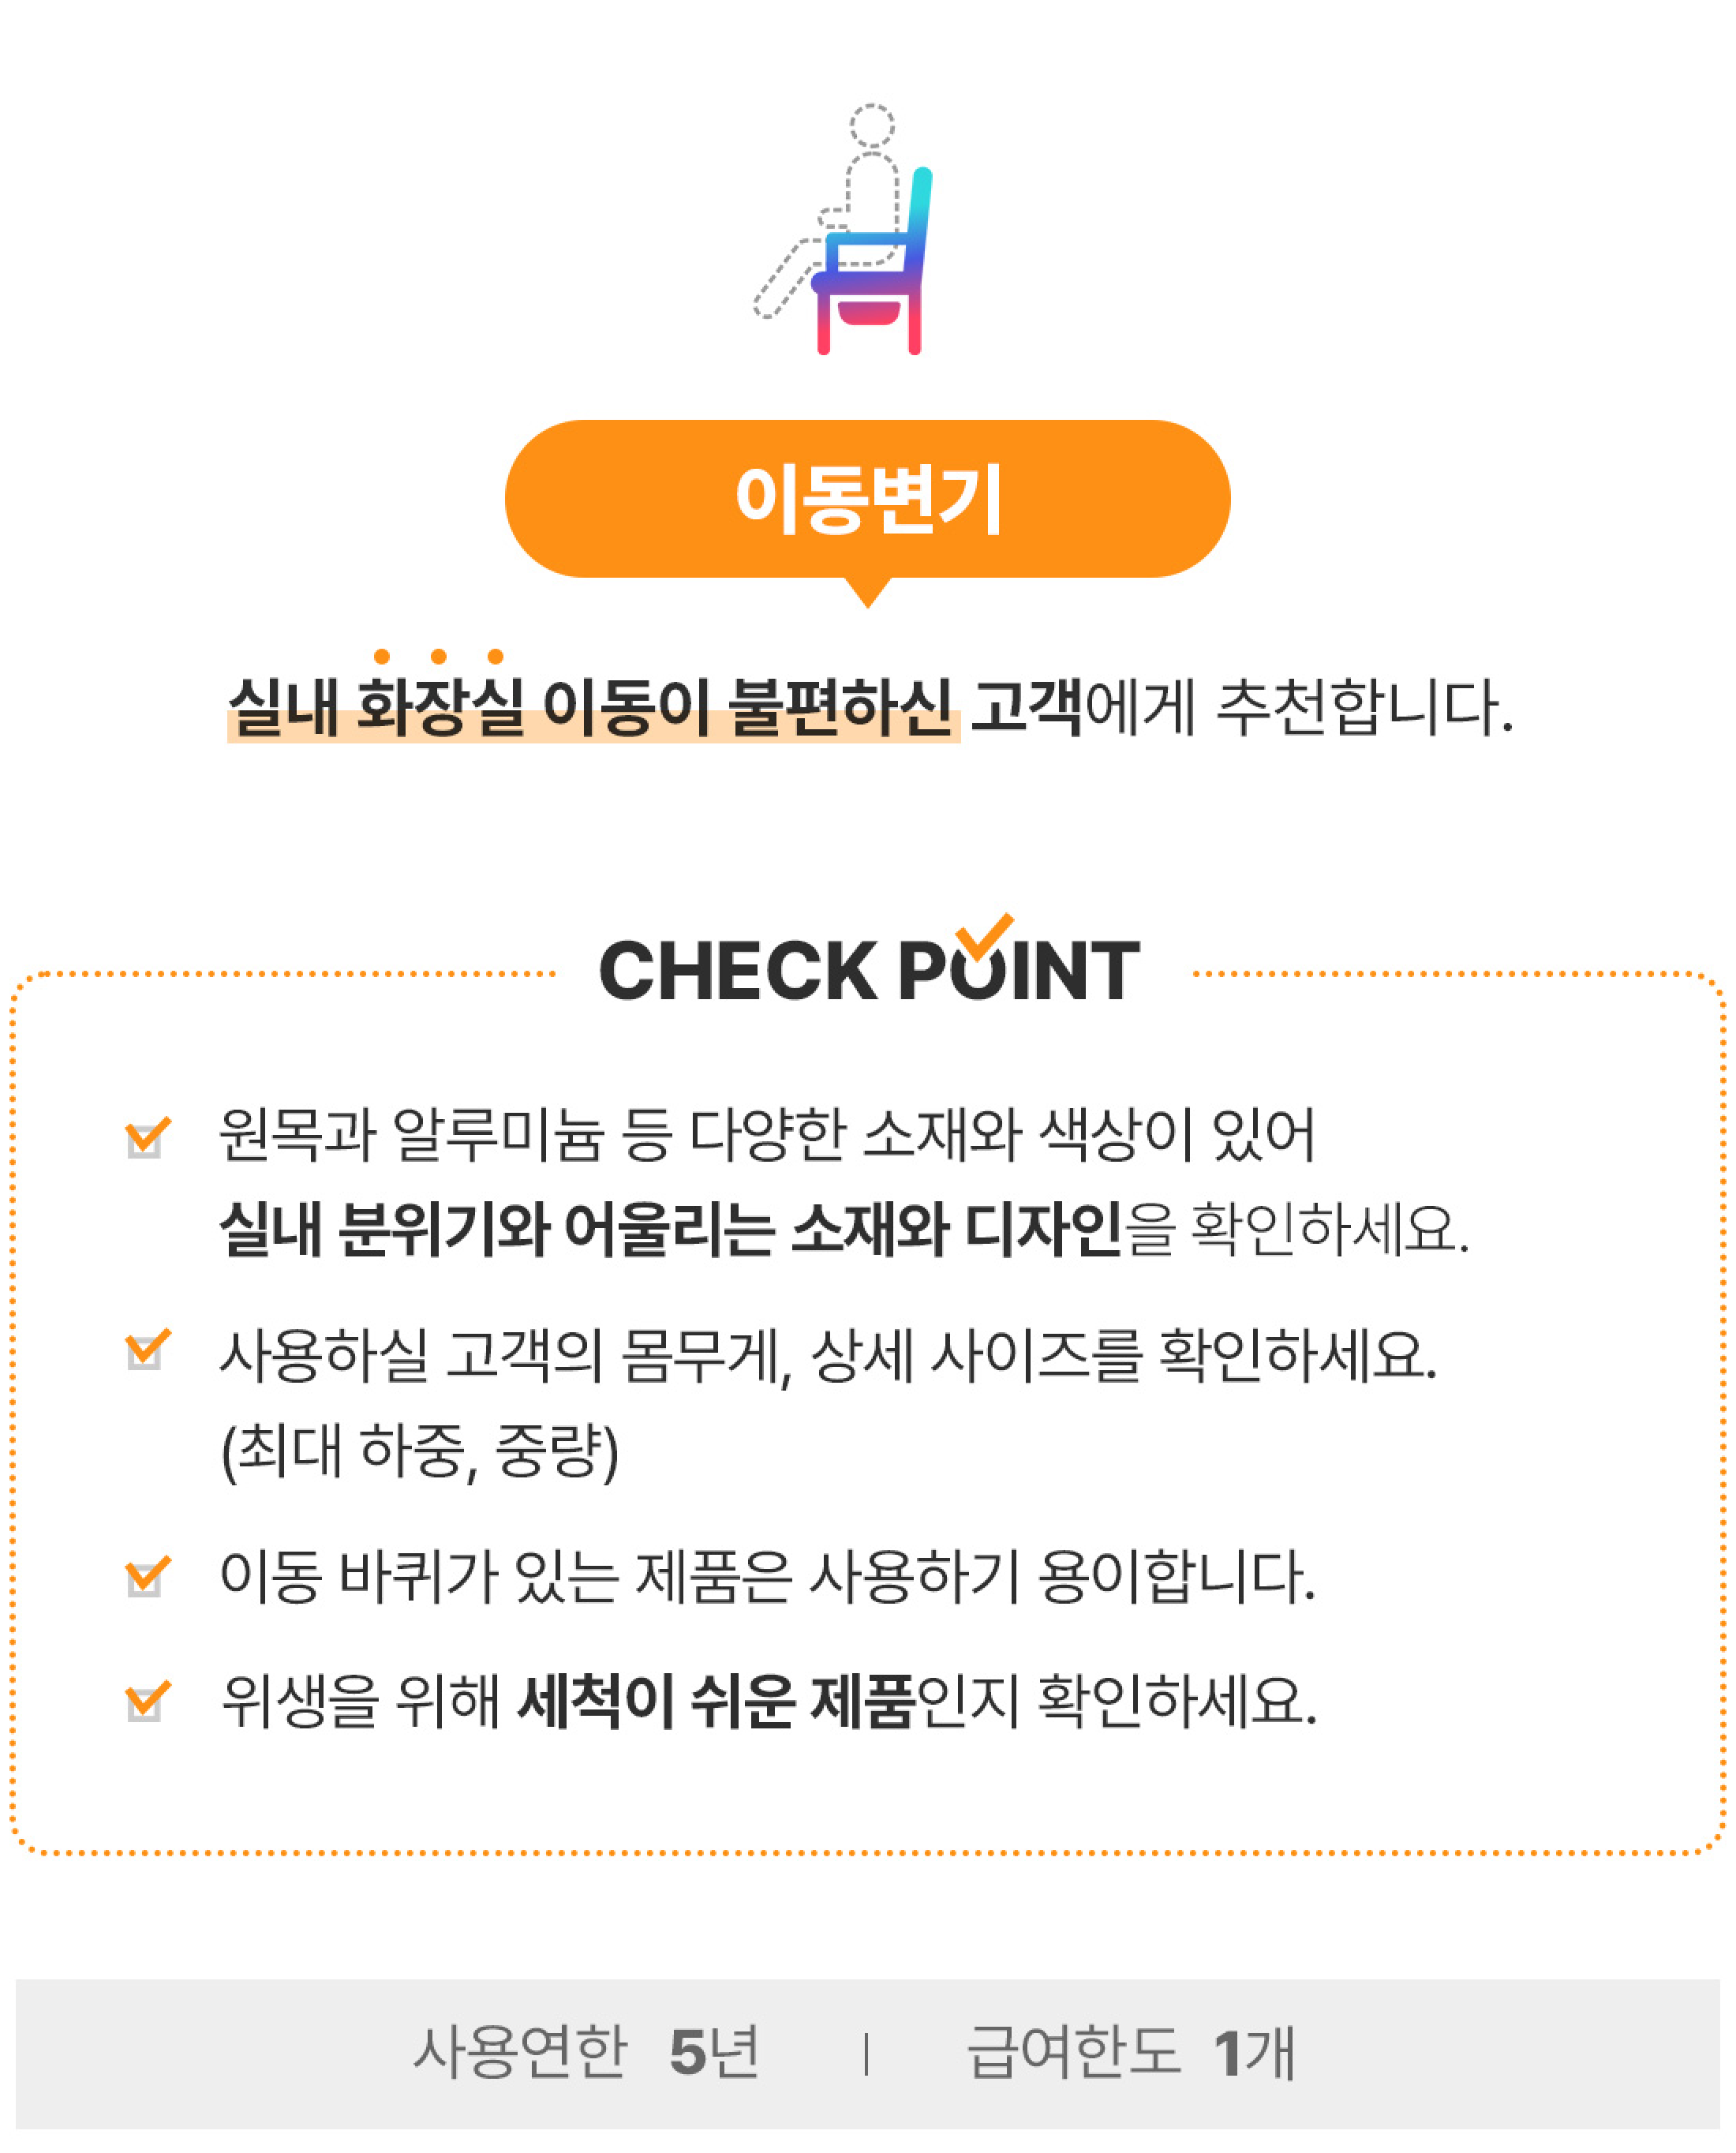 이동변기
실내 화장실 이동이 불편하신 고객에게 추천합니다.
CHECK POINT
원목과 알루미늄 등 다양한 소재와 색상이 있어
실내 분위기와 어울리는 소재와 디자인을 확인하세요.
사용하실 고객의 몸무게, 상세 사이즈를 확인하세요.
(최대 하중, 중량)
이동 바퀴가 있는 제품은 사용하기 용이합니다.
위생을 위해 세척이 쉬운 제품인지 확인하세요.
사용연한 5년 | 급여한도 1개